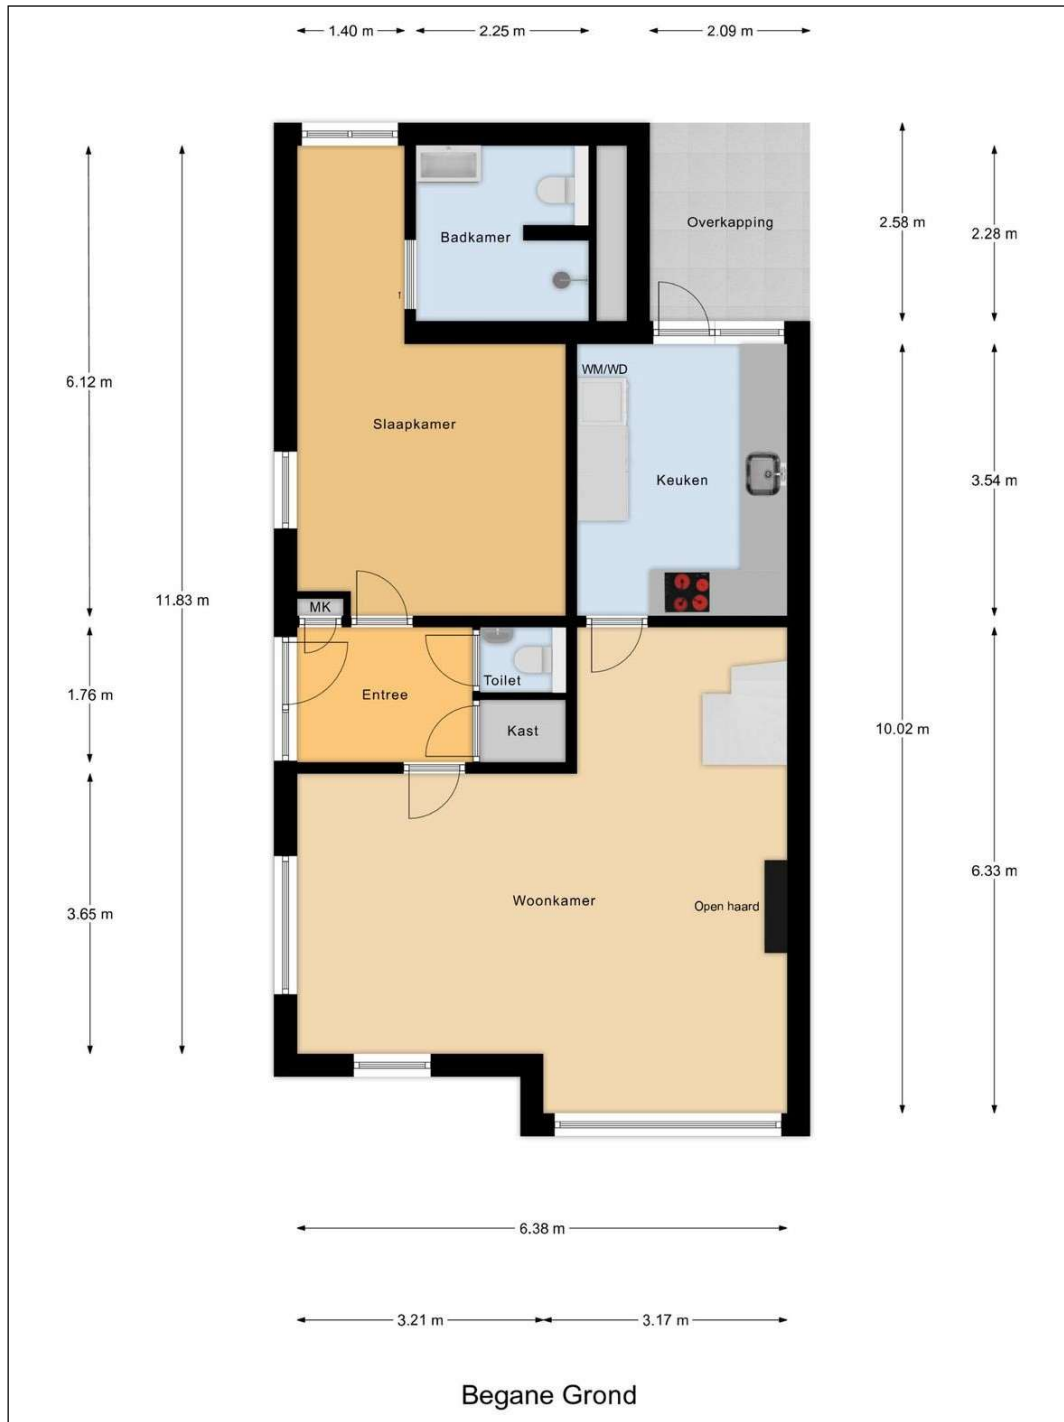 1.40 m
2.25 m
2.09 m
Overkapping
2.58 m
2.28 m
Badkamer
6.12 m
WM/WD
Slaapkamer
Keuken
3.54 m
11.83 m
MK
1.76 m
Entree
Toilet
Kast
10.02 m
6.33 m
3.65 m
Woonkamer
Open haard
6.38 m
3.21 m
3.17 m
Begane Grond